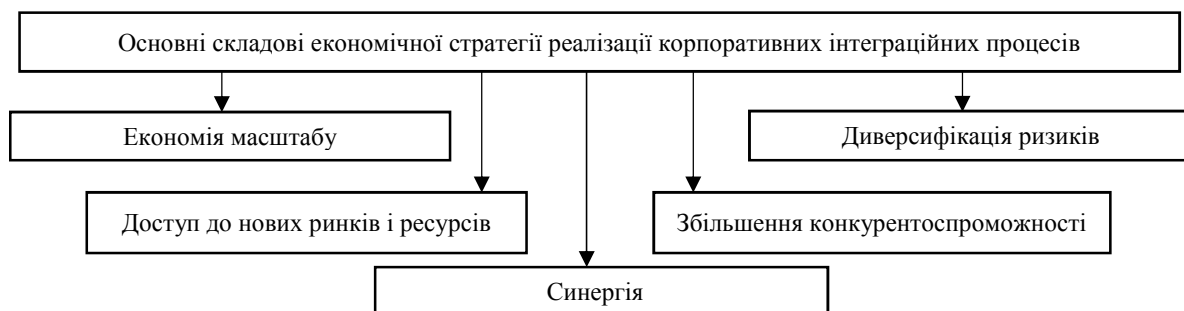 Основні складові економічної стратегії реалізації корпоративних інтеграційних процесів
Економія масштабу
Диверсифікація ризиків
Доступ до нових ринків і ресурсів
Збільшення конкурентоспроможності
Синергія